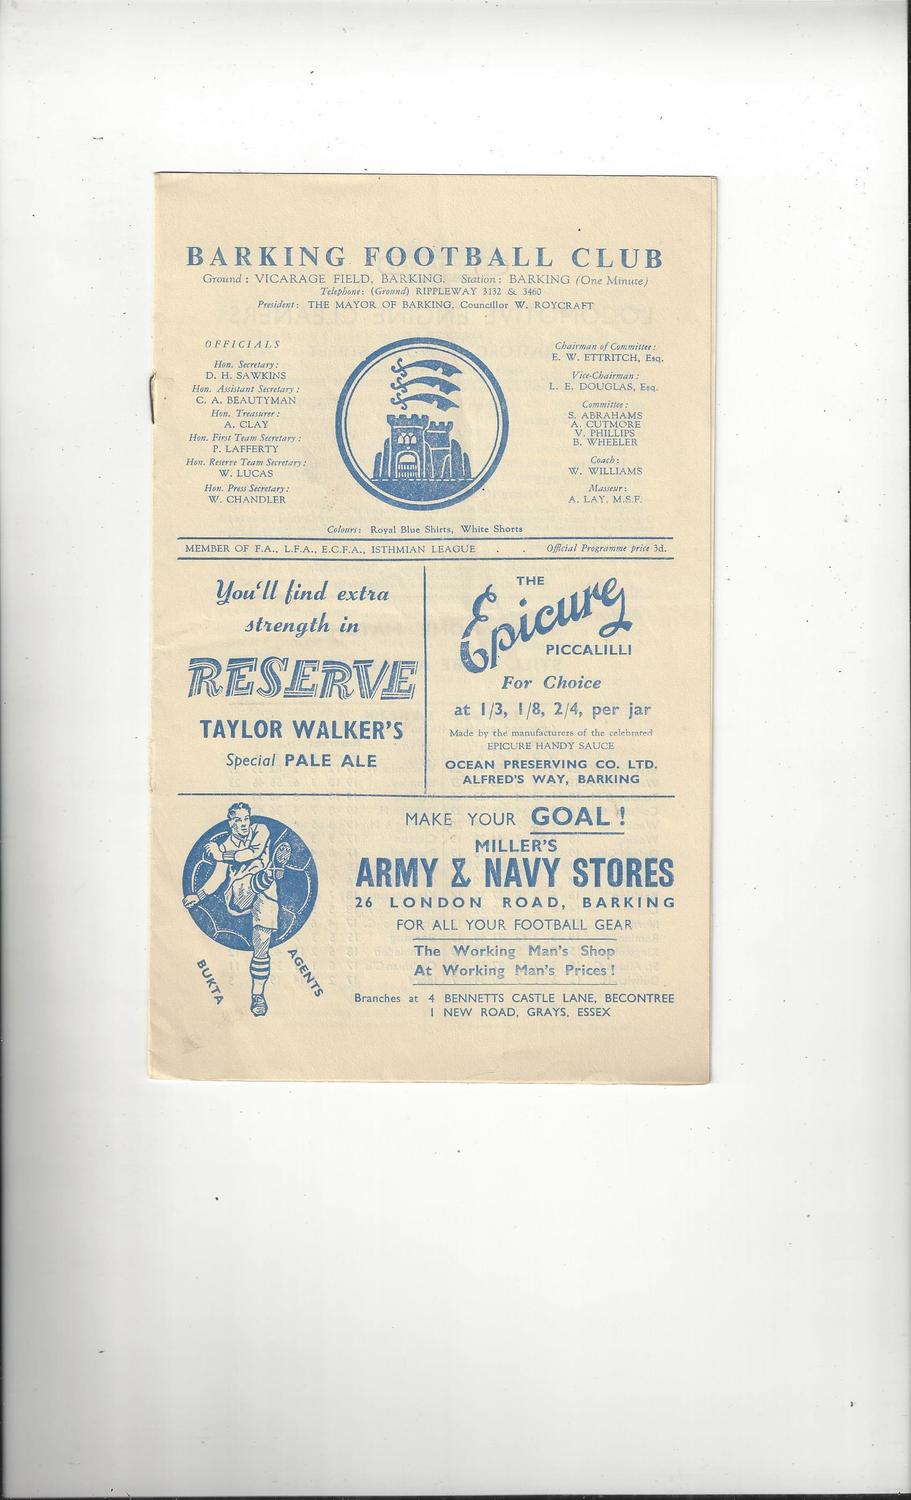 BARKING FOOTBALL CLUB
Ground : VICARAGE FIELD, BARKING. Station : BARKING (One Minute)
Telephone: (Ground) RIPPLEWAY 3132 & 3460
President: THE MAYOR OF BARKING, Councillor W. ROYCRAFT
OFFICIALS
Hon. Secretary:
D. H. SAWKINS
Hon. Assistant Secretary:
C. A. BEAUTYMAN
Hon. Treasurer:
A. CLAY
Hon. First Team Secretary:
P. LAFFERTY
Hon. Reserve Team Secretary:
W. LUCAS
Hon. Press Secretary:
W. CHANDLER
Chairman of Committee:
E. W. ETTRITCH, Esq.
Vice-Chairman:
L. E. DOUGLAS, Esq.
Committee:
S. ABRAHAMS
A. CUTMORE
V. PHILLIPS
B. WHEELER
Coach:
W. WILLIAMS
Masseur:
A. LAY, M.S.F.
Colours: Royal Blue Shirts, White Shorts
MEMBER OF F.A., L.F.A., E.C.F.A., ISTHMIAN LEAGUE . . Official Programme price 3d.
You'll find extra
strength in
RESERVE
TAYLOR WALKER'S
Special PALE ALE
THE
Epicure
PICCALILLI
For Choice
at 1/3, 1/8, 2/4, per jar
Made by the manufacturers of the celebrated
EPICURE HANDY SAUCE
OCEAN PRESERVING CO. LTD.
ALFRED'S WAY, BARKING
BUKTA
AGENTS
MAKE YOUR GOAL !
MILLER'S
ARMY & NAVY STORES
26 LONDON ROAD, BARKING
FOR ALL YOUR FOOTBALL GEAR
The Working Man's Shop
At Working Man's Prices !
Branches at 4 BENNETTS CASTLE LANE, BECONTREE
1 NEW ROAD, GRAYS, ESSEX